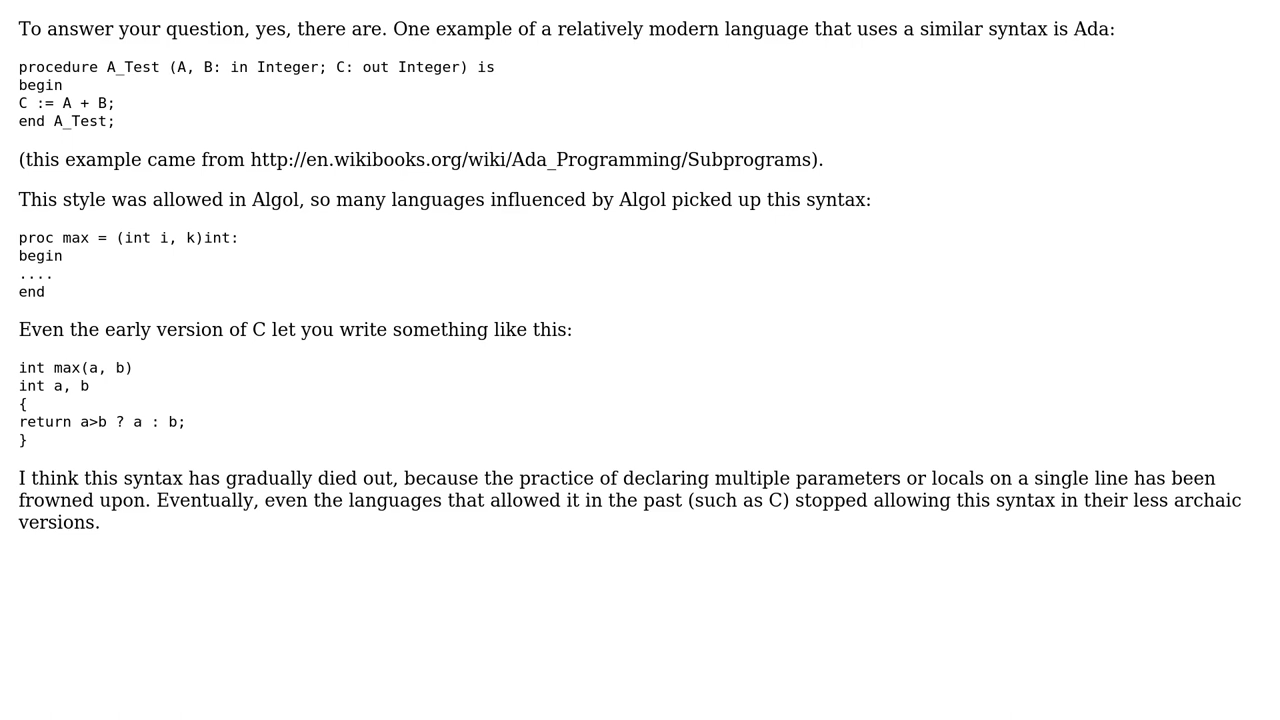 To answer your question, yes, there are. One example of a relatively modern language that uses a similar syntax is Ada:
procedure A_Test (A, B: in Integer; C: out Integer) is
begin
C := A + B;
end A_Test;
(this example came from http://en.wikibooks.org/wiki/Ada_Programming/Subprograms).
This style was allowed in Algol, so many languages influenced by Algol picked up this syntax:
proc max = (int i, k)int:
begin
....
end
Even the early version of C let you write something like this:
int max(a, b)
int a, b
{
return a>b ? a : b;
}
I think this syntax has gradually died out, because the practice of declaring multiple parameters or locals on a single line has been
frowned upon. Eventually, even the languages that allowed it in the past (such as C) stopped allowing this syntax in their less archaic
versions.